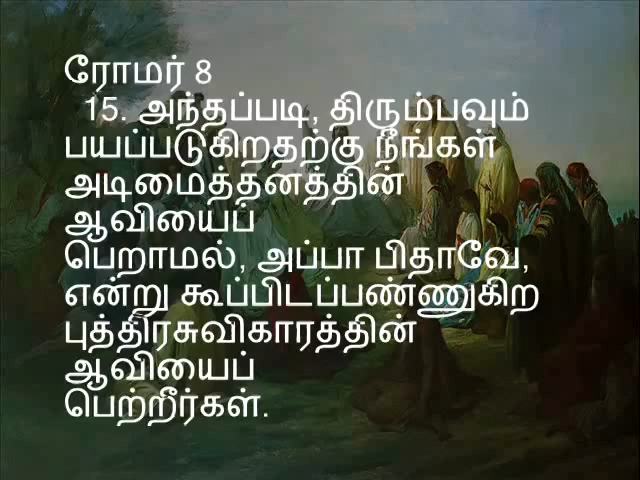 ரோமர் 8
15. அந்தப்படி, திரும்பவும்
பயப்படுகிறதற்கு நீங்கள்
அடிமைத்தனத்தின்
ஆவியைப்
பெறாமல், அப்பா பிதாவே,
என்று கூப்பிடப்பண்ணுகிற
புத்திரசுவிகாரத்தின்
ஆவியைப்
பெற்றீர்கள்.